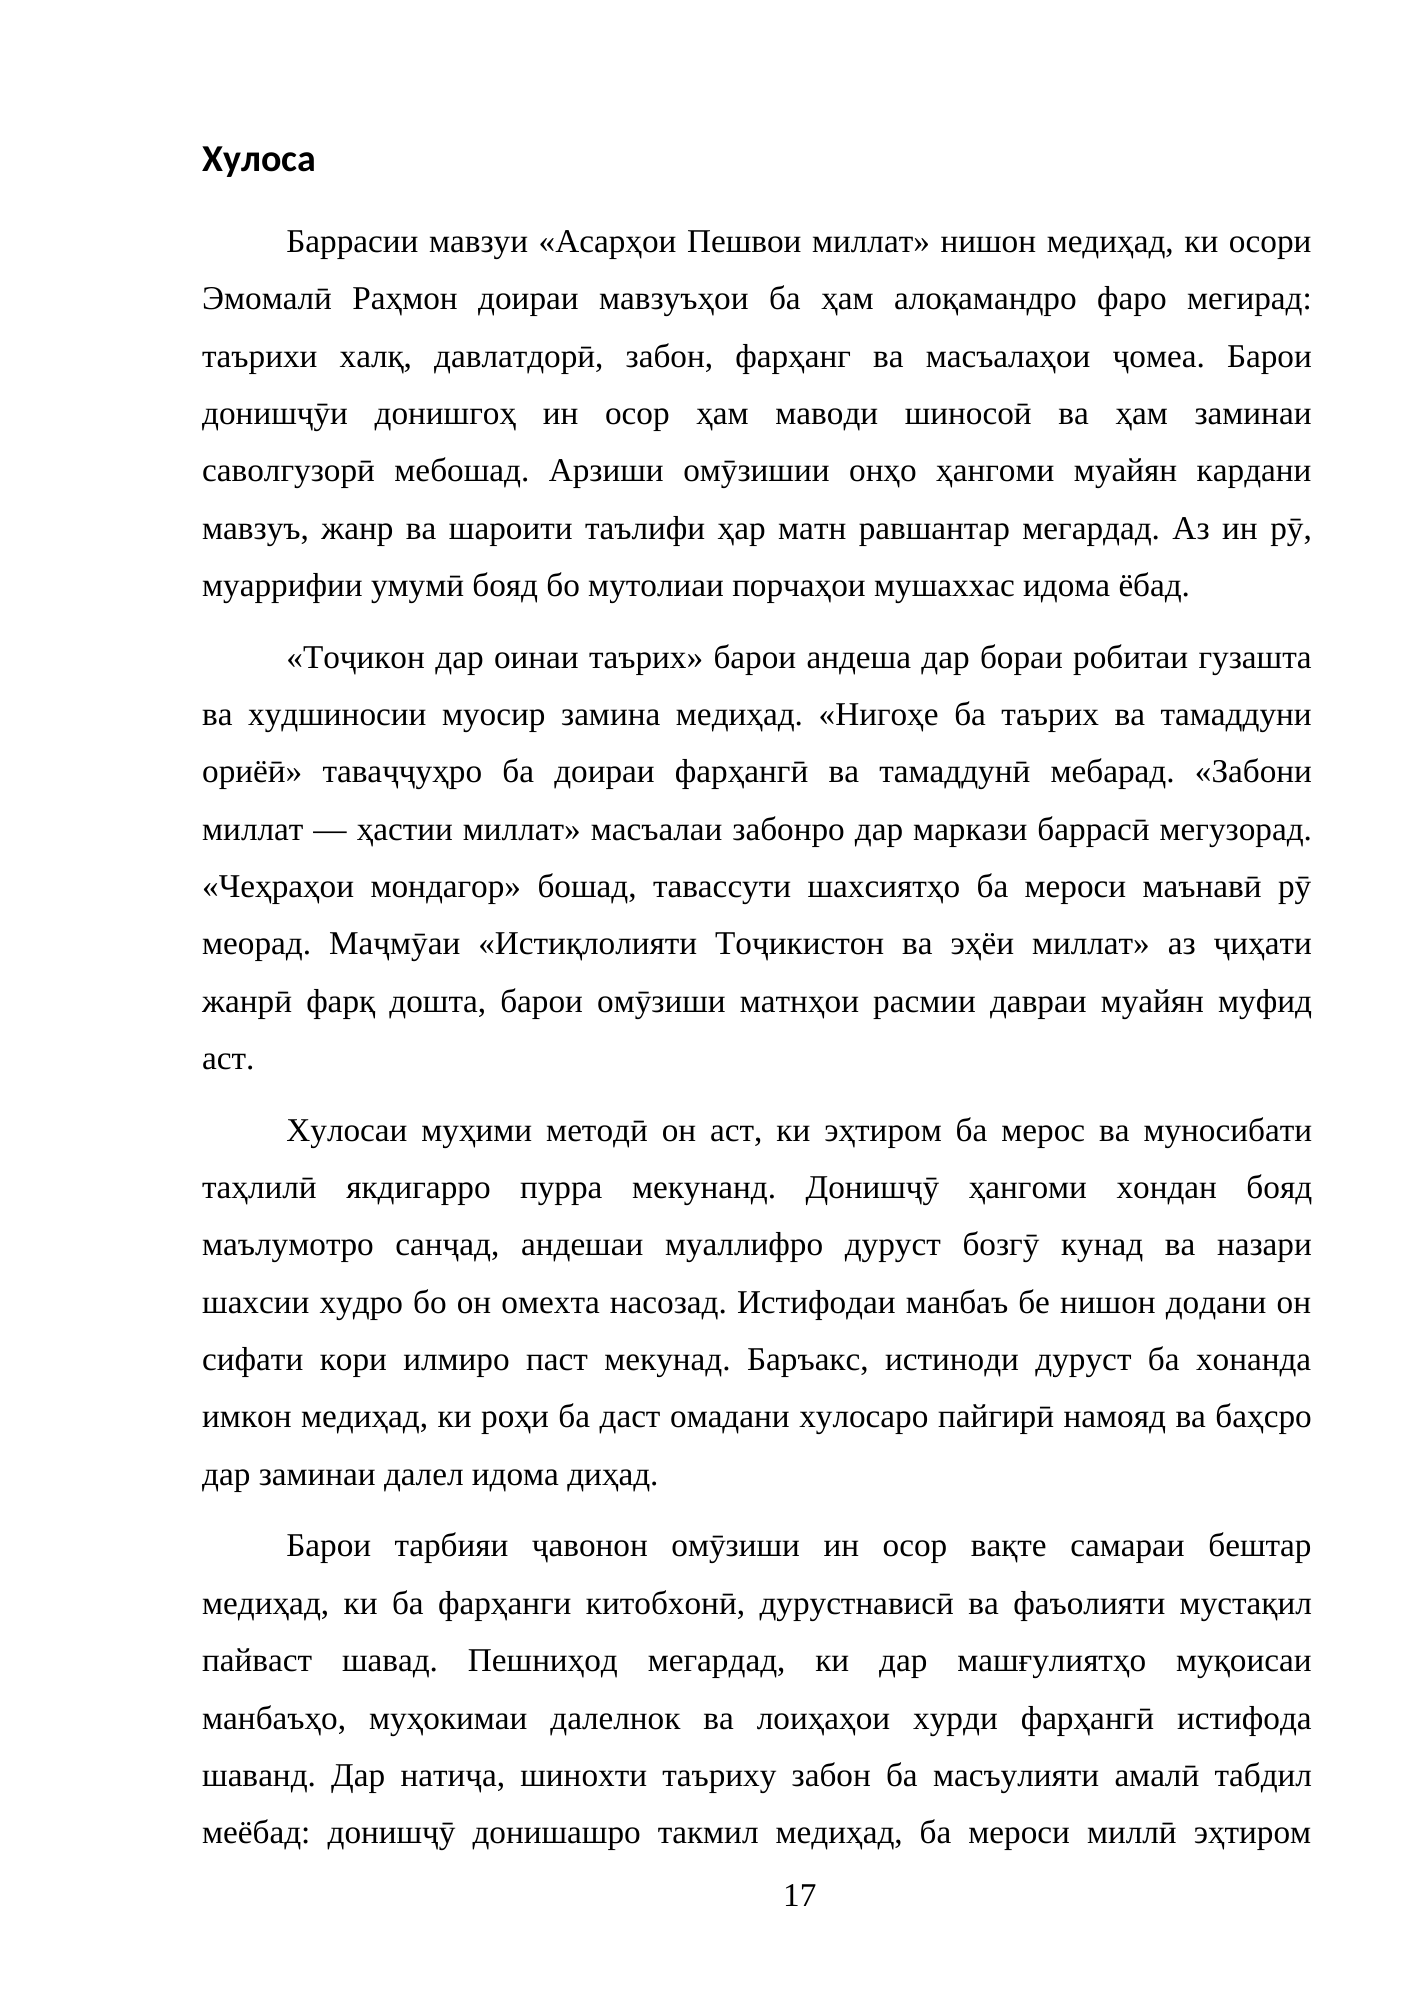 Хулоса
Баррасии мавзуи «Асарҳои Пешвои миллат» нишон медиҳад, ки осори
Эмомалӣ Раҳмон доираи мавзуъҳои ба ҳам алоқамандро фаро мегирад:
таърихи халқ, давлатдорӣ, забон, фарҳанг ва масъалаҳои ҷомеа. Барои
донишҷӯи донишгоҳ ин осор ҳам маводи шиносоӣ ва ҳам заминаи
саволгузорӣ мебошад. Арзиши омӯзишии онҳо ҳангоми муайян кардани
мавзуъ, жанр ва шароити таълифи ҳар матн равшантар мегардад. Аз ин рӯ,
муаррифии умумӣ бояд бо мутолиаи порчаҳои мушаххас идома ёбад.
«Тоҷикон дар оинаи таърих» барои андеша дар бораи робитаи гузашта
ва худшиносии муосир замина медиҳад. «Нигоҳе ба таърих ва тамаддуни
ориёӣ» таваҷҷуҳро ба доираи фарҳангӣ ва тамаддунӣ мебарад. «Забони
миллат — ҳастии миллат» масъалаи забонро дар маркази баррасӣ мегузорад.
«Чеҳраҳои мондагор» бошад, тавассути шахсиятҳо ба мероси маънавӣ рӯ
меорад. Маҷмӯаи «Истиқлолияти Тоҷикистон ва эҳёи миллат» аз ҷиҳати
жанрӣ фарқ дошта, барои омӯзиши матнҳои расмии давраи муайян муфид
аст.
Хулосаи муҳими методӣ он аст, ки эҳтиром ба мерос ва муносибати
таҳлилӣ якдигарро пурра мекунанд. Донишҷӯ ҳангоми хондан бояд
маълумотро санҷад, андешаи муаллифро дуруст бозгӯ кунад ва назари
шахсии худро бо он омехта насозад. Истифодаи манбаъ бе нишон додани он
сифати кори илмиро паст мекунад. Баръакс, истиноди дуруст ба хонанда
имкон медиҳад, ки роҳи ба даст омадани хулосаро пайгирӣ намояд ва баҳсро
дар заминаи далел идома диҳад.
Барои тарбияи ҷавонон омӯзиши ин осор вақте самараи бештар
медиҳад, ки ба фарҳанги китобхонӣ, дурустнависӣ ва фаъолияти мустақил
пайваст шавад. Пешниҳод мегардад, ки дар машғулиятҳо муқоисаи
манбаъҳо, муҳокимаи далелнок ва лоиҳаҳои хурди фарҳангӣ истифода
шаванд. Дар натиҷа, шинохти таъриху забон ба масъулияти амалӣ табдил
меёбад: донишҷӯ донишашро такмил медиҳад, ба мероси миллӣ эҳтиром
17